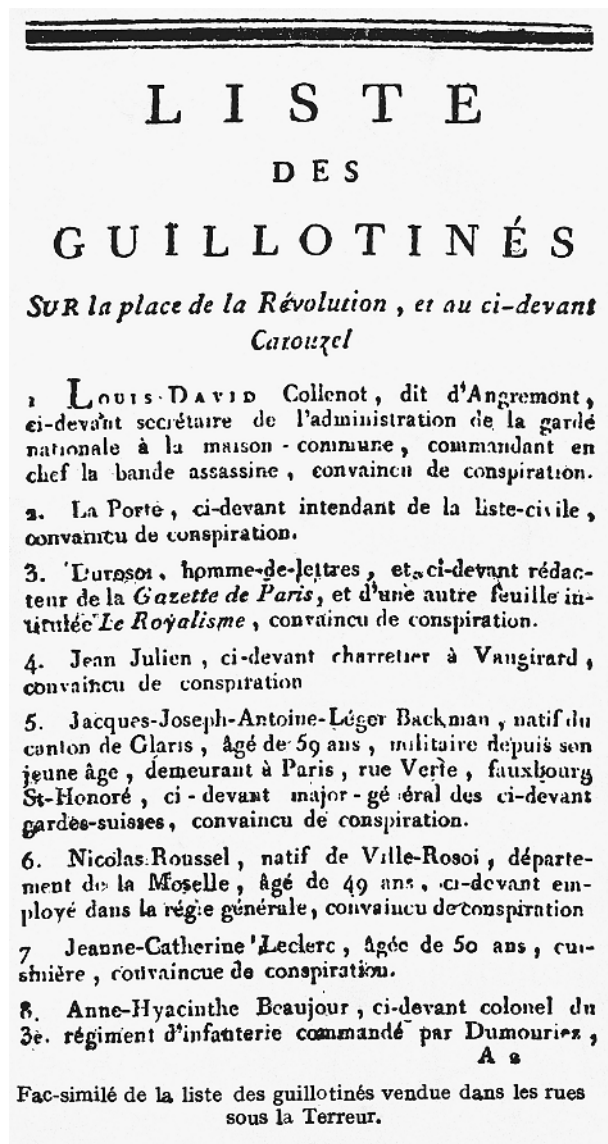 LISTE
DES
GUILLOTINÉS
SUR la place de la Révolution, et au ci-devant
Carouzel
1 LOUIS-DAVID Collenot, dit d'Angremont,
ci-devant secrétaire de l'administration de la garde
nationale à la maison-commune, commandant en
chef la bande assassine, convaincu de conspiration.
2. La Porte, ci-devant intendant de la liste-civile,
convaincu de conspiration.
3. Durosoi, homme-de-lettres, et ci-devant rédac-
teur de la Gazette de Paris, et d'une autre feuille in-
titulée Le Royalisme, convaincu de conspiration.
4. Jean Julien, ci-devant charretier à Vaugirard,
convaincu de conspiration
5. Jacques-Joseph-Antoine-Léger Backman, natif du
canton de Glaris, âgé de 59 ans, militaire depuis son
jeune âge, demeurant à Paris, rue Verte, fauxbourg
St-Honoré, ci-devant major-général des ci-devant
gardes-suisses, convaincu de conspiration.
6. Nicolas Roussel, natif de Ville-Rosoi, départe-
ment de la Moselle, âgé de 49 ans, ci-devant em-
ployé dans la régie générale, convaincu de conspiration
7 Jeanne-Catherine Leclerc, âgée de 50 ans, cui-
sinière, convaincue de conspiration.
8. Anne-Hyacinthe Beaujour, ci-devant colonel du
3e. régiment d'infanterie commandé par Dumouriez,
A 2
Fac-similé de la liste des guillotinés vendue dans les rues
sous la Terreur.